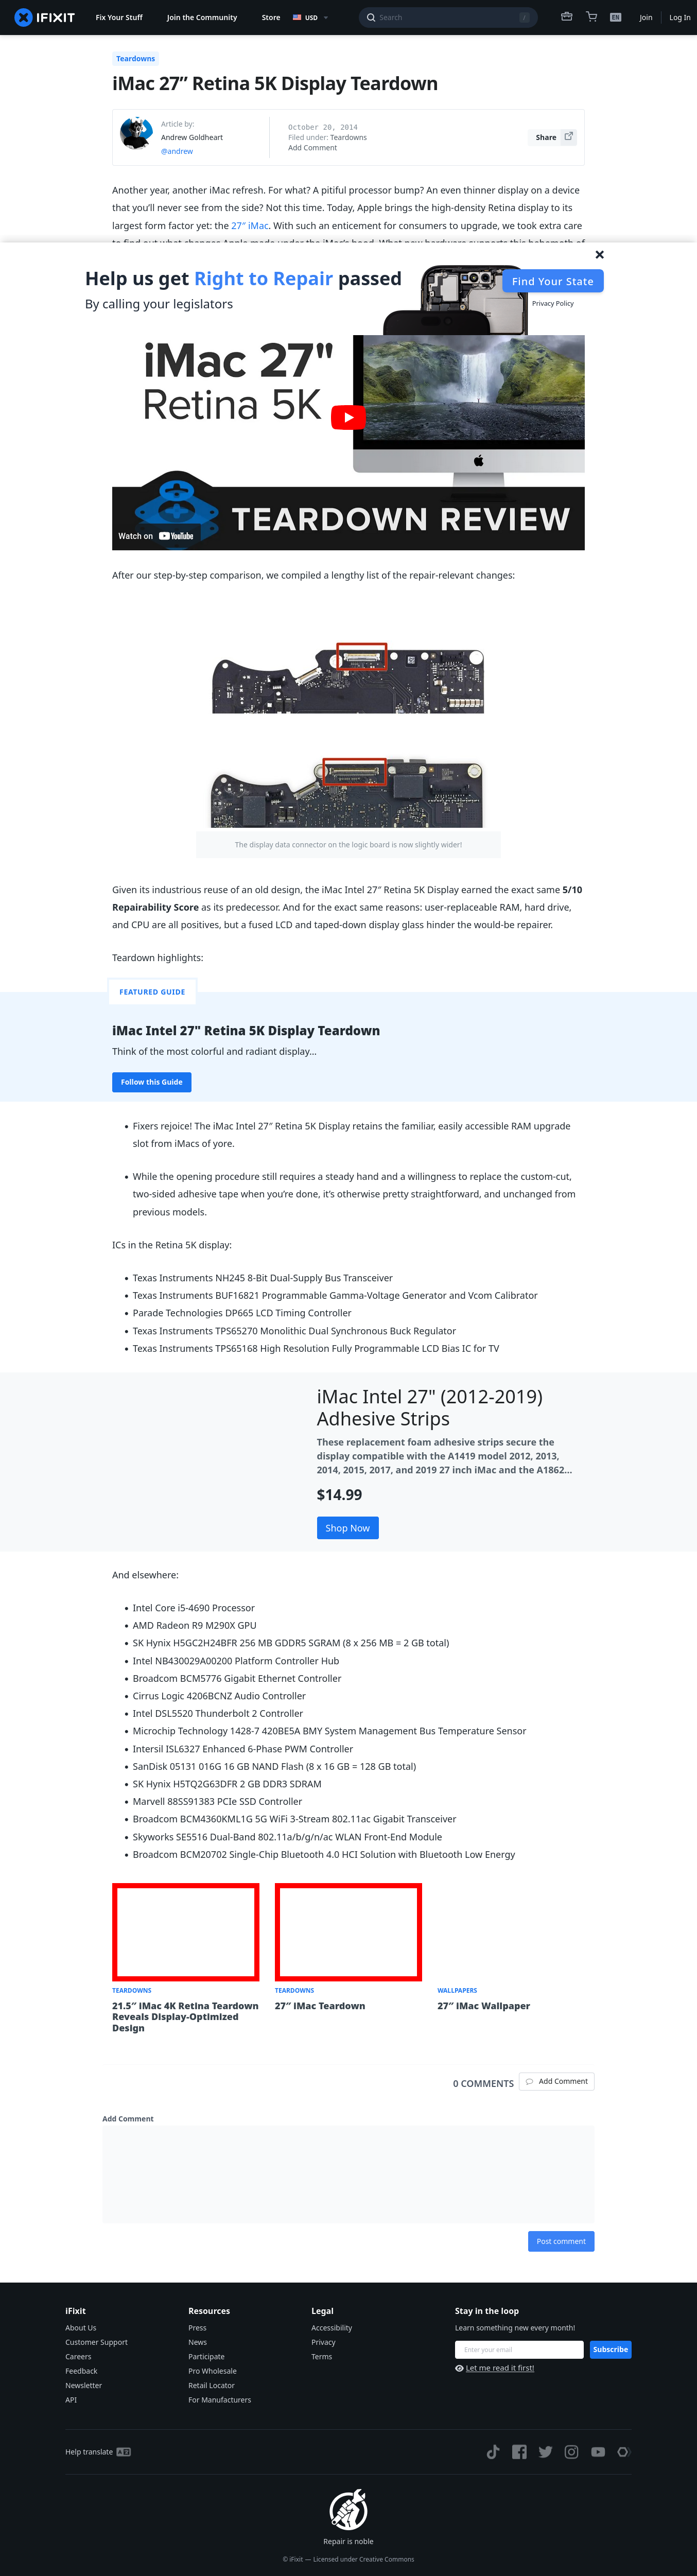 IFIXIT
Fix Your Stuff
Join the Community
Store
USD
Search
/
EN
Join
Log In
Teardowns
iMac 27” Retina 5K Display Teardown
Article by:
Andrew Goldheart
@andrew
October 20, 2014
Filed under: Teardowns
Add Comment
Share
Another year, another iMac refresh. For what? A pitiful processor bump? An even thinner display on a device
that you’ll never see from the side? Not this time. Today, Apple brings the high-density Retina display to its
largest form factor yet: the 27″ iMac. With such an enticement for consumers to upgrade, we took extra care
Help us get Right to Repair passed
By calling your legislators
Find Your State
Privacy Policy
iMac 27"
Retina 5K
TEARDOWN REVIEW
Watch on YouTube
After our step-by-step comparison, we compiled a lengthy list of the repair-relevant changes:
The display data connector on the logic board is now slightly wider!
Given its industrious reuse of an old design, the iMac Intel 27″ Retina 5K Display earned the exact same 5/10
Repairability Score as its predecessor. And for the exact same reasons: user-replaceable RAM, hard drive,
and CPU are all positives, but a fused LCD and taped-down display glass hinder the would-be repairer.
Teardown highlights:
FEATURED GUIDE
iMac Intel 27" Retina 5K Display Teardown
Think of the most colorful and radiant display…
Follow this Guide
Fixers rejoice! The iMac Intel 27″ Retina 5K Display retains the familiar, easily accessible RAM upgrade
slot from iMacs of yore.
While the opening procedure still requires a steady hand and a willingness to replace the custom-cut,
two-sided adhesive tape when you’re done, it’s otherwise pretty straightforward, and unchanged from
previous models.
ICs in the Retina 5K display:
Texas Instruments NH245 8-Bit Dual-Supply Bus Transceiver
Texas Instruments BUF16821 Programmable Gamma-Voltage Generator and Vcom Calibrator
Parade Technologies DP665 LCD Timing Controller
Texas Instruments TPS65270 Monolithic Dual Synchronous Buck Regulator
Texas Instruments TPS65168 High Resolution Fully Programmable LCD Bias IC for TV
iMac Intel 27" (2012-2019)
Adhesive Strips
These replacement foam adhesive strips secure the
display compatible with the A1419 model 2012, 2013,
2014, 2015, 2017, and 2019 27 inch iMac and the A1862...
$14.99
Shop Now
And elsewhere:
Intel Core i5-4690 Processor
AMD Radeon R9 M290X GPU
SK Hynix H5GC2H24BFR 256 MB GDDR5 SGRAM (8 x 256 MB = 2 GB total)
Intel NB430029A00200 Platform Controller Hub
Broadcom BCM5776 Gigabit Ethernet Controller
Cirrus Logic 4206BCNZ Audio Controller
Intel DSL5520 Thunderbolt 2 Controller
Microchip Technology 1428-7 420BE5A BMY System Management Bus Temperature Sensor
Intersil ISL6327 Enhanced 6-Phase PWM Controller
SanDisk 05131 016G 16 GB NAND Flash (8 x 16 GB = 128 GB total)
SK Hynix H5TQ2G63DFR 2 GB DDR3 SDRAM
Marvell 88SS91383 PCIe SSD Controller
Broadcom BCM4360KML1G 5G WiFi 3-Stream 802.11ac Gigabit Transceiver
Skyworks SE5516 Dual-Band 802.11a/b/g/n/ac WLAN Front-End Module
Broadcom BCM20702 Single-Chip Bluetooth 4.0 HCI Solution with Bluetooth Low Energy
TEARDOWNS
21.5″ iMac 4K Retina Teardown
Reveals Display-Optimized
Design
TEARDOWNS
27″ iMac Teardown
WALLPAPERS
27″ iMac Wallpaper
0 COMMENTS
Add Comment
Add Comment
Post comment
iFixit
About Us
Customer Support
Careers
Feedback
Newsletter
API
Resources
Press
News
Participate
Pro Wholesale
Retail Locator
For Manufacturers
Legal
Accessibility
Privacy
Terms
Stay in the loop
Learn something new every month!
Enter your email
Subscribe
Let me read it first!
Help translate
Repair is noble
© iFixit — Licensed under Creative Commons